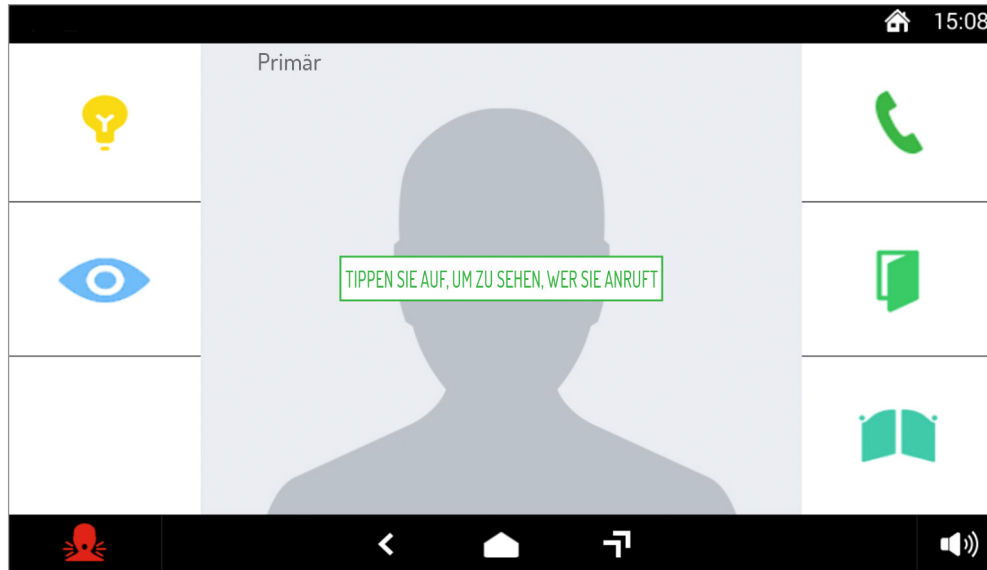 15:08
Primär
TIPPEN SIE AUF, UM ZU SEHEN, WER SIE ANRUFT